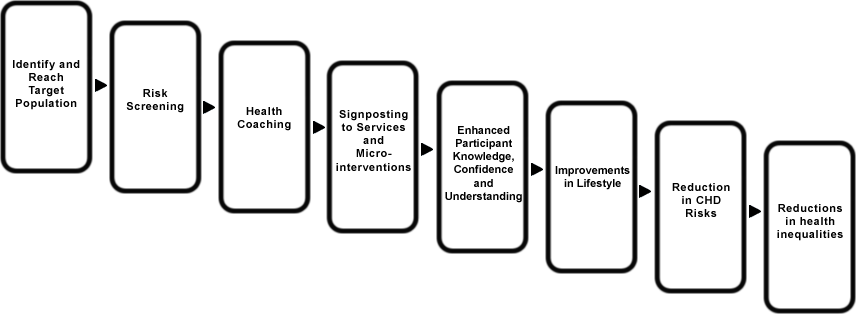 Identify and
Reach
Target
Population
Risk
Screening
Health
Coaching
Signposting
to Services
and
Micro-
interventions
Enhanced
Participant
Knowledge,
Confidence
and
Understanding
Improvements
in Lifestyle
Reduction
in CHD
Risks
Reductions
in health
inequalities